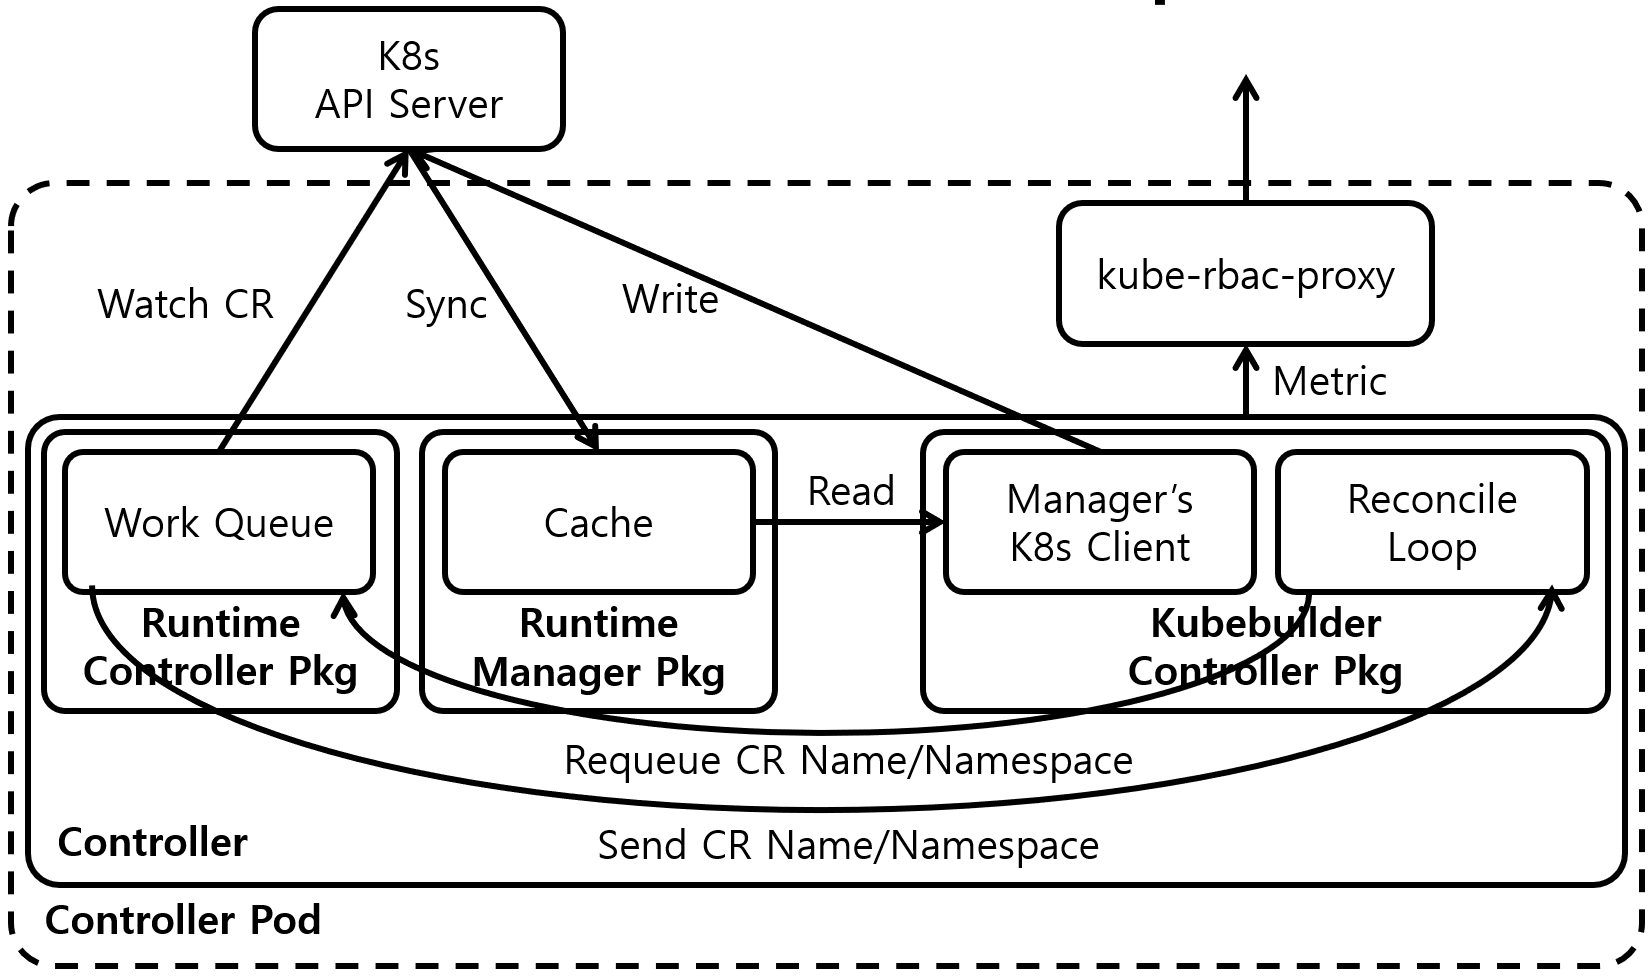 K8s
API Server
kube-rbac-proxy
Watch CR
Sync
Write
Metric
Work Queue
Cache
Read
Manager’s
K8s Client
Reconcile
Loop
Runtime
Controller Pkg
Runtime
Manager Pkg
Kubebuilder
Controller Pkg
Requeue CR Name/Namespace
Send CR Name/Namespace
Controller
Controller Pod